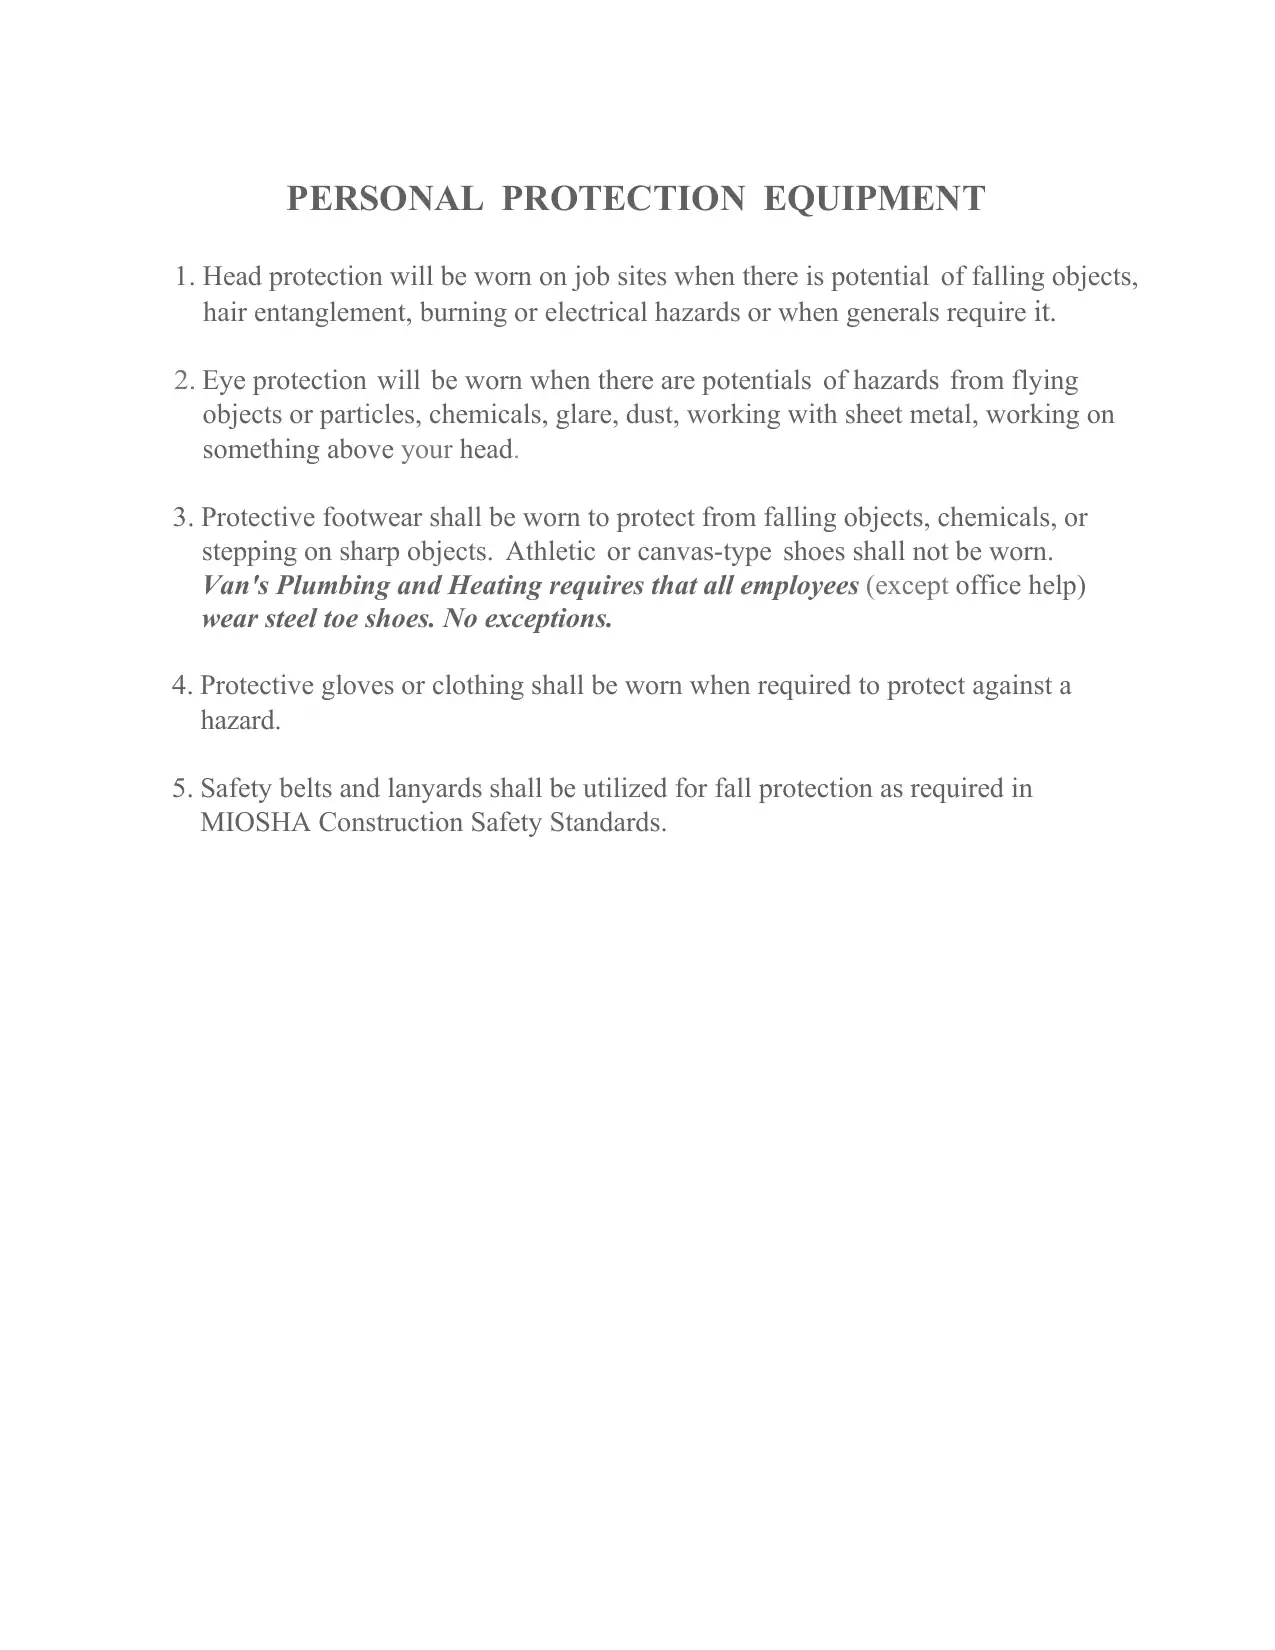 PERSONAL PROTECTION EQUIPMENT
1. Head protection will be worn on job sites when there is potential of falling objects,
hair entanglement, burning or electrical hazards or when generals require it.
2. Eye protection will be worn when there are potentials of hazards from flying
objects or particles, chemicals, glare, dust, working with sheet metal, working on
something above your head.
3. Protective footwear shall be worn to protect from falling objects, chemicals, or
stepping on sharp objects. Athletic or canvas-type shoes shall not be worn.
Van's Plumbing and Heating requires that all employees (except office help)
wear steel toe shoes. No exceptions.
4. Protective gloves or clothing shall be worn when required to protect against a
hazard.
5. Safety belts and lanyards shall be utilized for fall protection as required in
MIOSHA Construction Safety Standards.